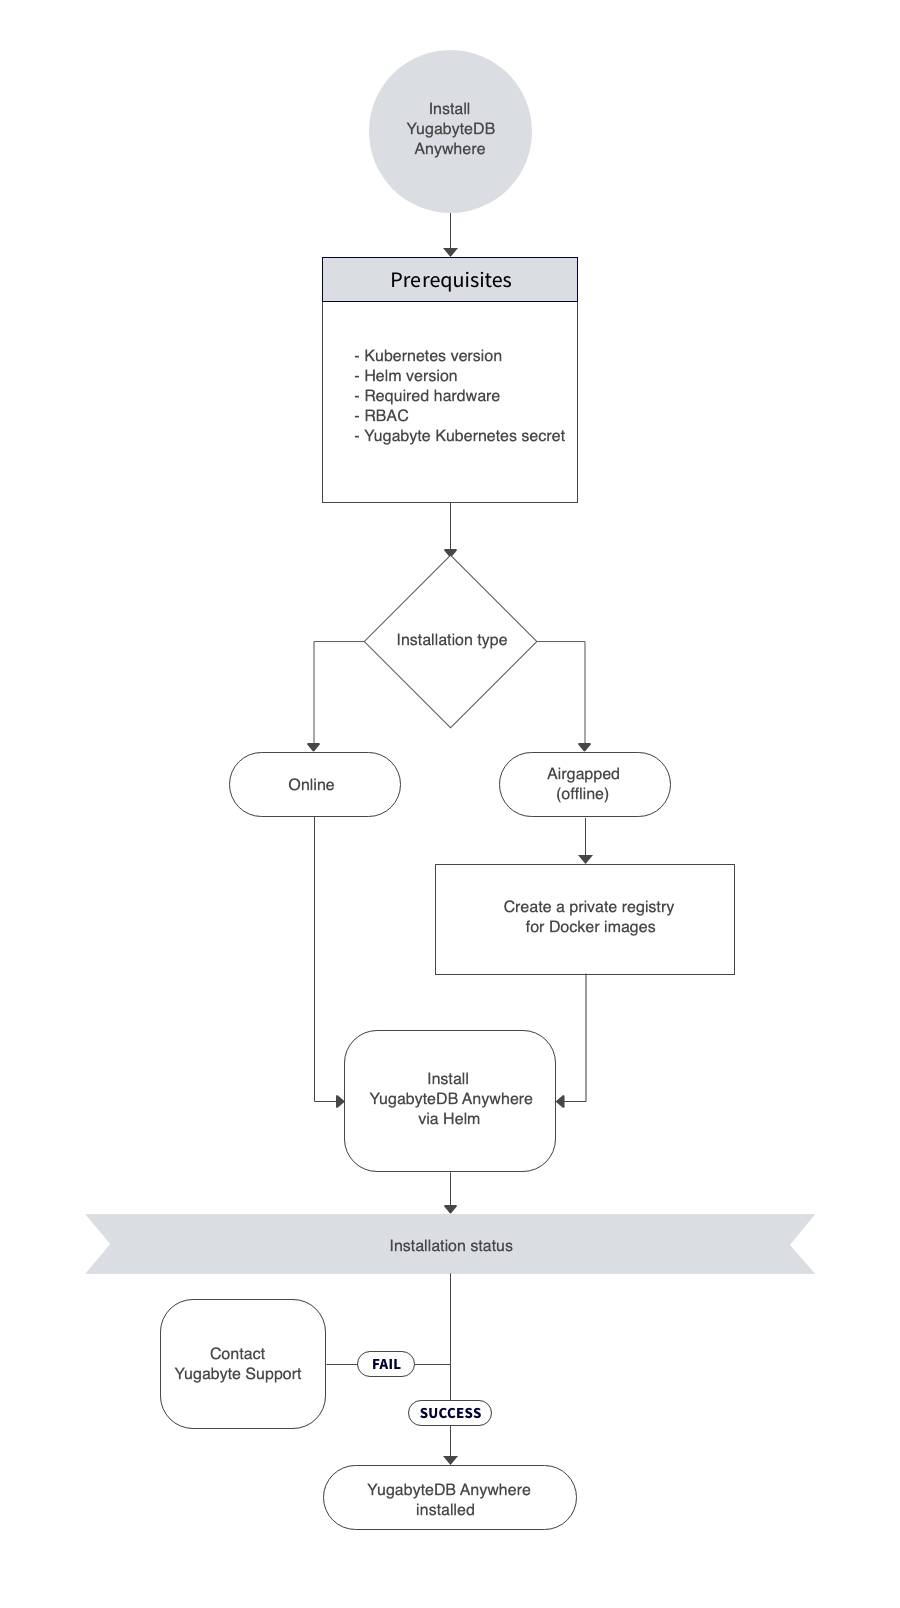 Install
YugabyteDB
Anywhere
Prerequisites
- Kubernetes version
- Helm version
- Required hardware
- RBAC
- Yugabyte Kubernetes secret
Installation type
Online
Airgapped
(offline)
Create a private registry
for Docker images
Install
YugabyteDB Anywhere
via Helm
Installation status
Contact
Yugabyte Support
FAIL
SUCCESS
YugabyteDB Anywhere
installed